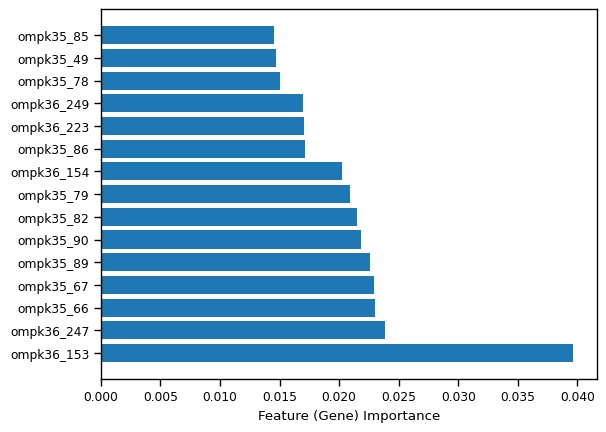 ompk35_85
ompk35_49
ompk35_78
ompk36_249
ompk36_223
ompk35_86
ompk36_154
ompk35_79
ompk35_82
ompk35_90
ompk35_89
ompk35_67
ompk35_66
ompk36_247
ompk36_153
0.000 0.005 0.010 0.015 0.020 0.025 0.030 0.035 0.040
Feature (Gene) Importance